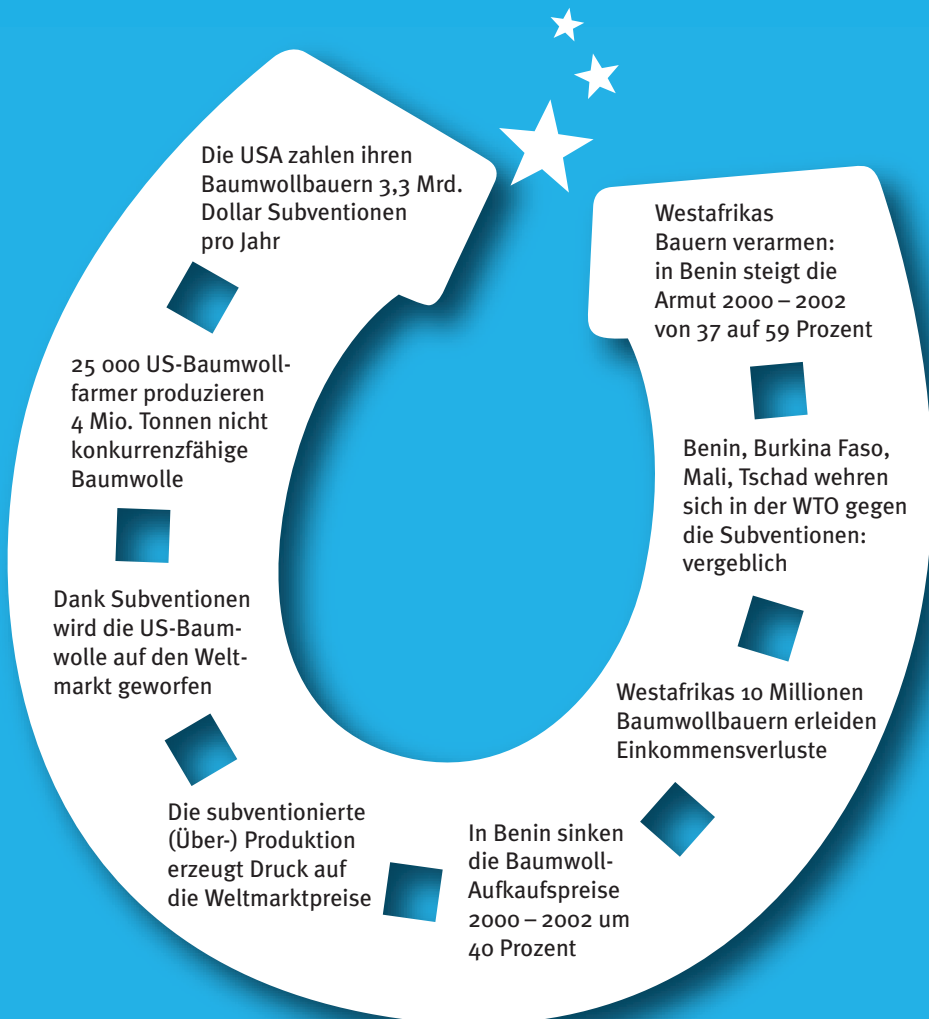 Die USA zahlen ihren
Baumwollbauern 3,3 Mrd.
Dollar Subventionen
pro Jahr
25 000 US-Baumwoll-
farmer produzieren
4 Mio. Tonnen nicht
konkurrenzfähige
Baumwolle
Dank Subventionen
wird die US-Baum-
wolle auf den Welt-
markt geworfen
Die subventionierte
(Über-) Produktion
erzeugt Druck auf
die Weltmarktpreise
In Benin sinken
die Baumwoll-
Aufkaufspreise
2000 – 2002 um
40 Prozent
Westafrikas 10 Millionen
Baumwollbauern erleiden
Einkommensverluste
Benin, Burkina Faso,
Mali, Tschad wehren
sich in der WTO gegen
die Subventionen:
vergeblich
Westafrikas
Bauern verarmen:
in Benin steigt die
Armut 2000 – 2002
von 37 auf 59 Prozent